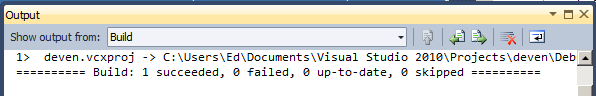 Output
Show output from: Build
1>  deven.vcxproj -> C:\Users\Ed\Documents\Visual Studio 2010\Projects\deven\Deb
========== Build: 1 succeeded, 0 failed, 0 up-to-date, 0 skipped ==========